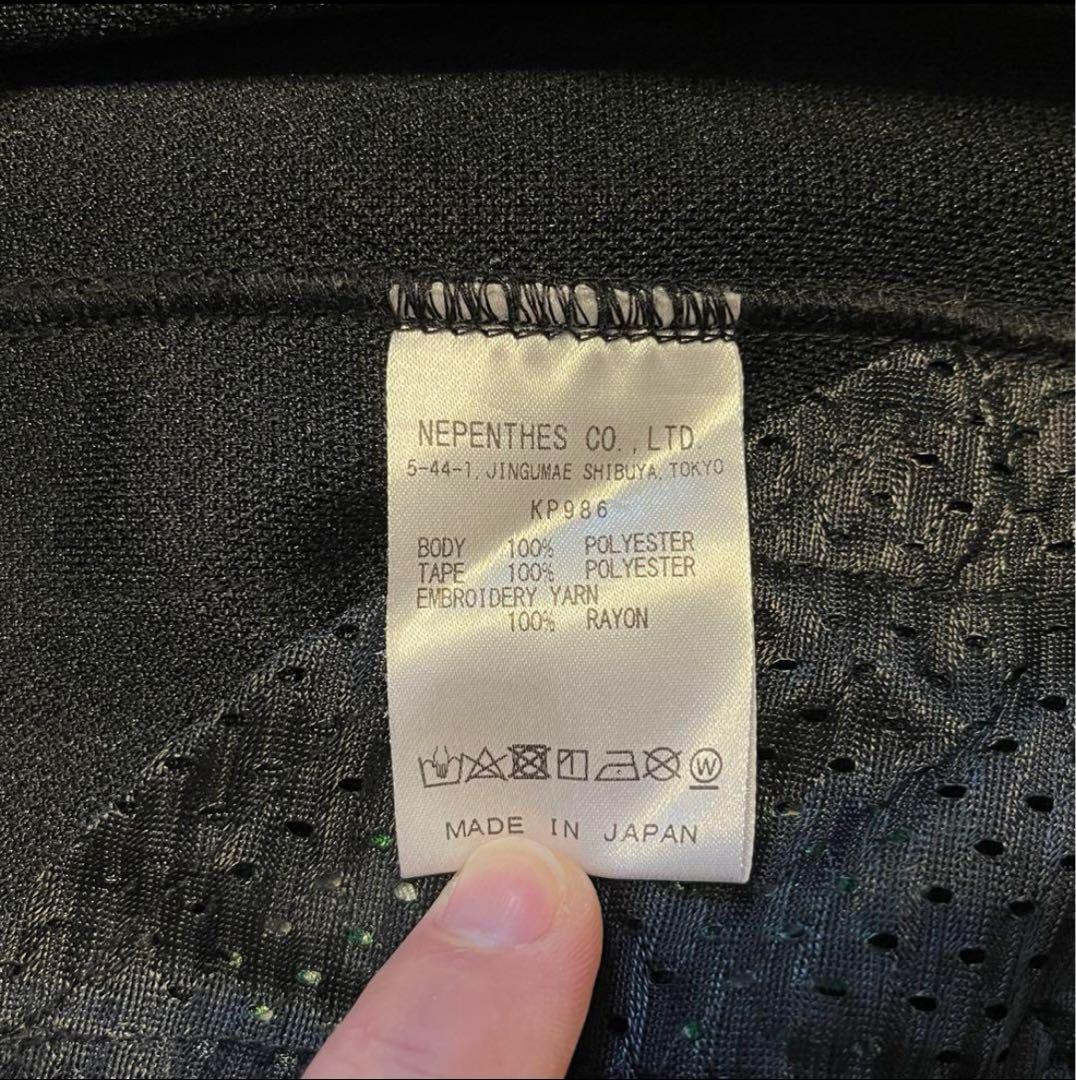 NEPENTHES CO., LTD
5-44-1, JINGUMAE SHIBUYA, TOKYO
KP986
BODY 100% POLYESTER
TAPE 100% POLYESTER
EMBROIDERY YARN
100% RAYON
W
MADE IN JAPAN